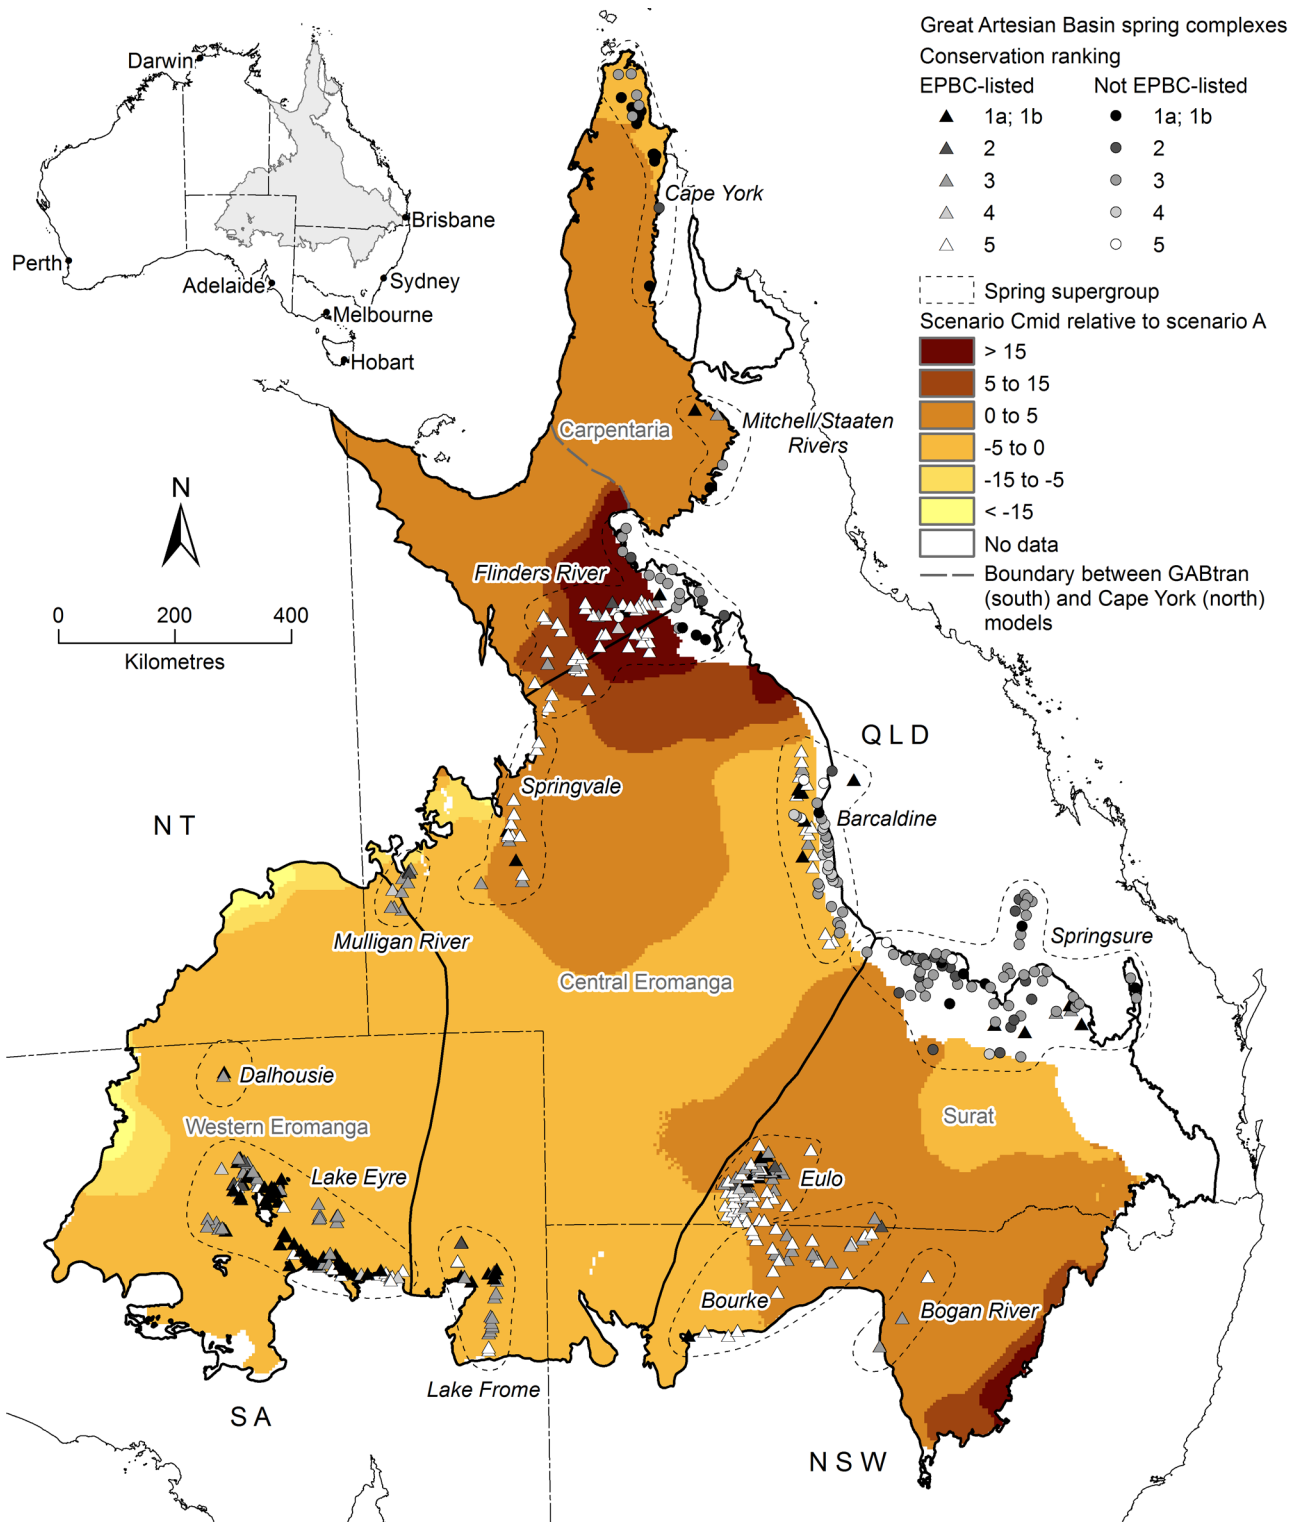 Great Artesian Basin spring complexes
Conservation ranking
EPBC-listed
Not EPBC-listed
1a; 1b
1a; 1b
2
2
3
3
4
4
5
5
Spring supergroup
Scenario Cmid relative to scenario A
> 15
5 to 15
0 to 5
-5 to 0
-15 to -5
< -15
No data
Boundary between GABtran
(south) and Cape York (north)
models
Darwin
Brisbane
Perth
Adelaide
Sydney
Melbourne
Hobart
Cape York
Carpentaria
Mitchell/Staaten
Rivers
N
0 200 400
Kilometres
Flinders River
QLD
Springvale
Barcaldine
NT
Mulligan River
Springsure
Central Eromanga
Dalhousie
Western Eromanga
Surat
Lake Eyre
Eulo
Bourke
Bogan River
Lake Frome
SA
NSW